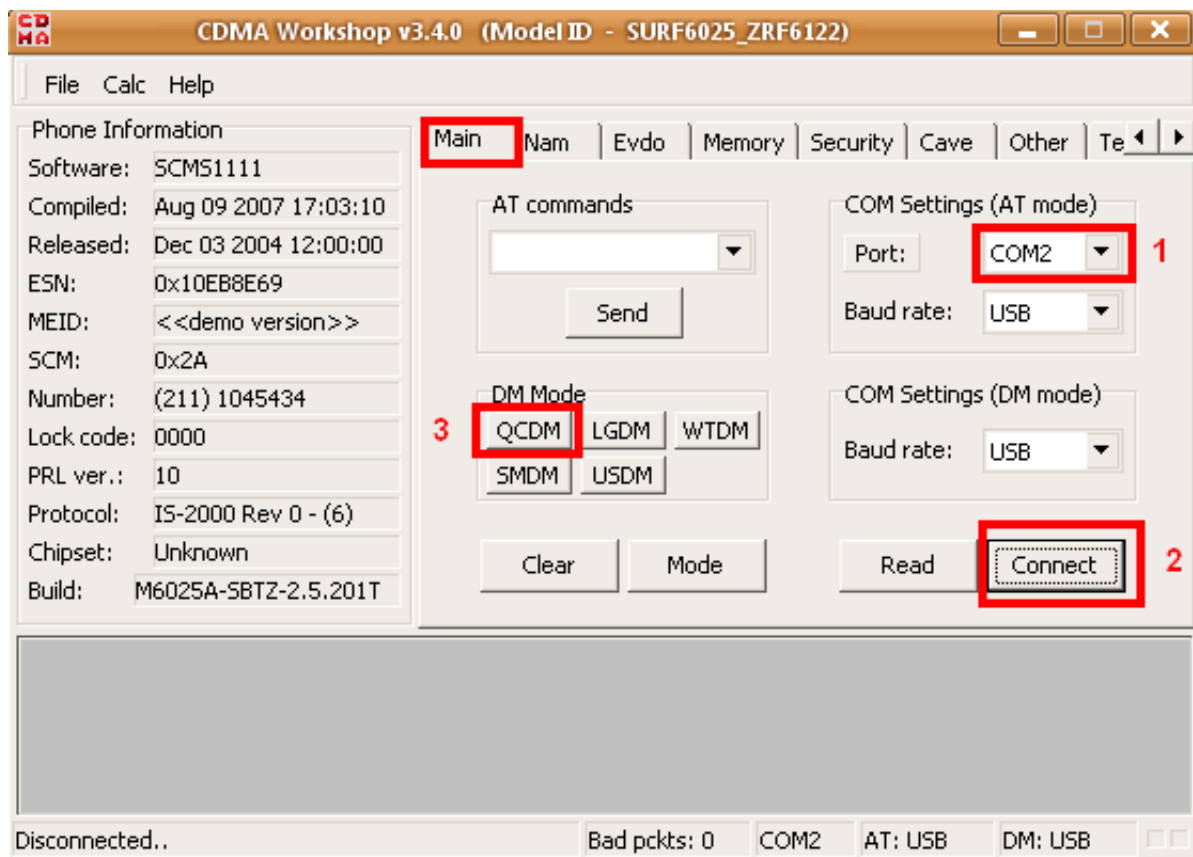 CDMA
CDMA Workshop v3.4.0 (Model ID - SURF6025_ZRF6122)
File Calc Help
Phone Information
Software: SCMS1111
Compiled: Aug 09 2007 17:03:10
Released: Dec 03 2004 12:00:00
ESN: 0x10EB8E69
MEID: <<demo version>>
SCM: 0x2A
Number: (211) 1045434
Lock code: 0000
PRL ver.: 10
Protocol: IS-2000 Rev 0 - (6)
Chipset: Unknown
Build: M6025A-SBTZ-2.5.201T
Main Nam Evdo Memory Security Cave Other Te
AT commands
Send
COM Settings (AT mode)
Port: COM2 1
Baud rate: USB
DM Mode
3 QCDM LGDM WTDM
SMDM USDM
COM Settings (DM mode)
Baud rate: USB
Clear Mode Read Connect 2
Disconnected.. Bad pckts: 0 COM2 AT: USB DM: USB